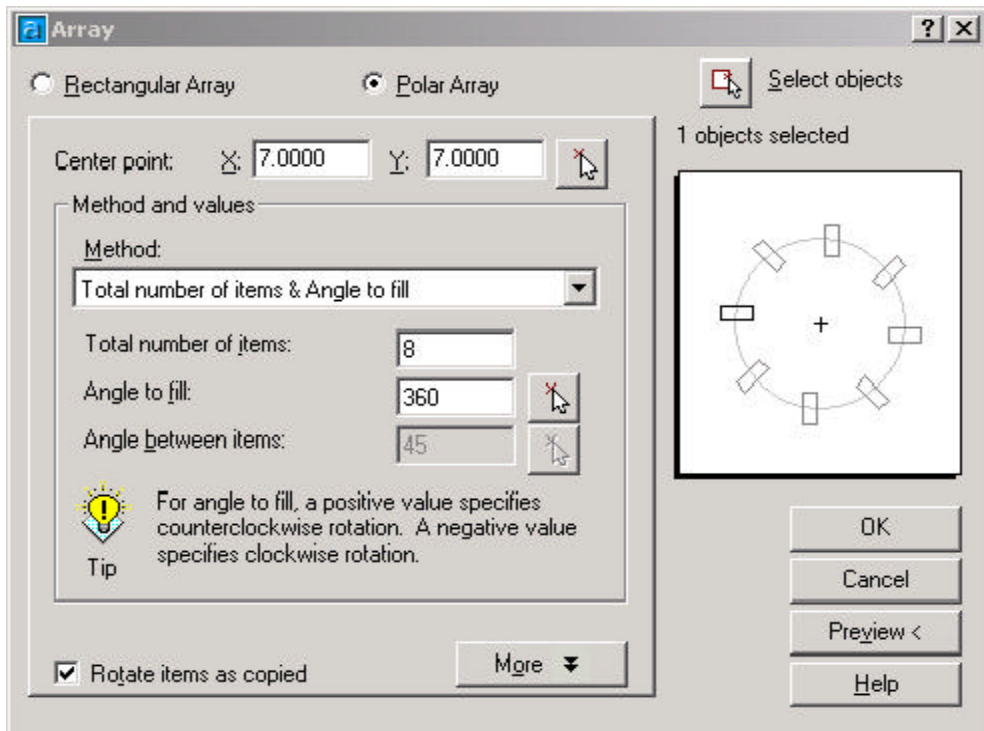 a Array ? X
Rectangular Array Polar Array Select objects
1 objects selected
Center point: X: 7.0000 Y: 7.0000
Method and values
Method:
Total number of items & Angle to fill
Total number of items: 8
Angle to fill: 360
Angle between items: 45
For angle to fill, a positive value specifies
counterclockwise rotation. A negative value
specifies clockwise rotation.
Tip
OK
Cancel
Preview <
Help
Rotate items as copied More